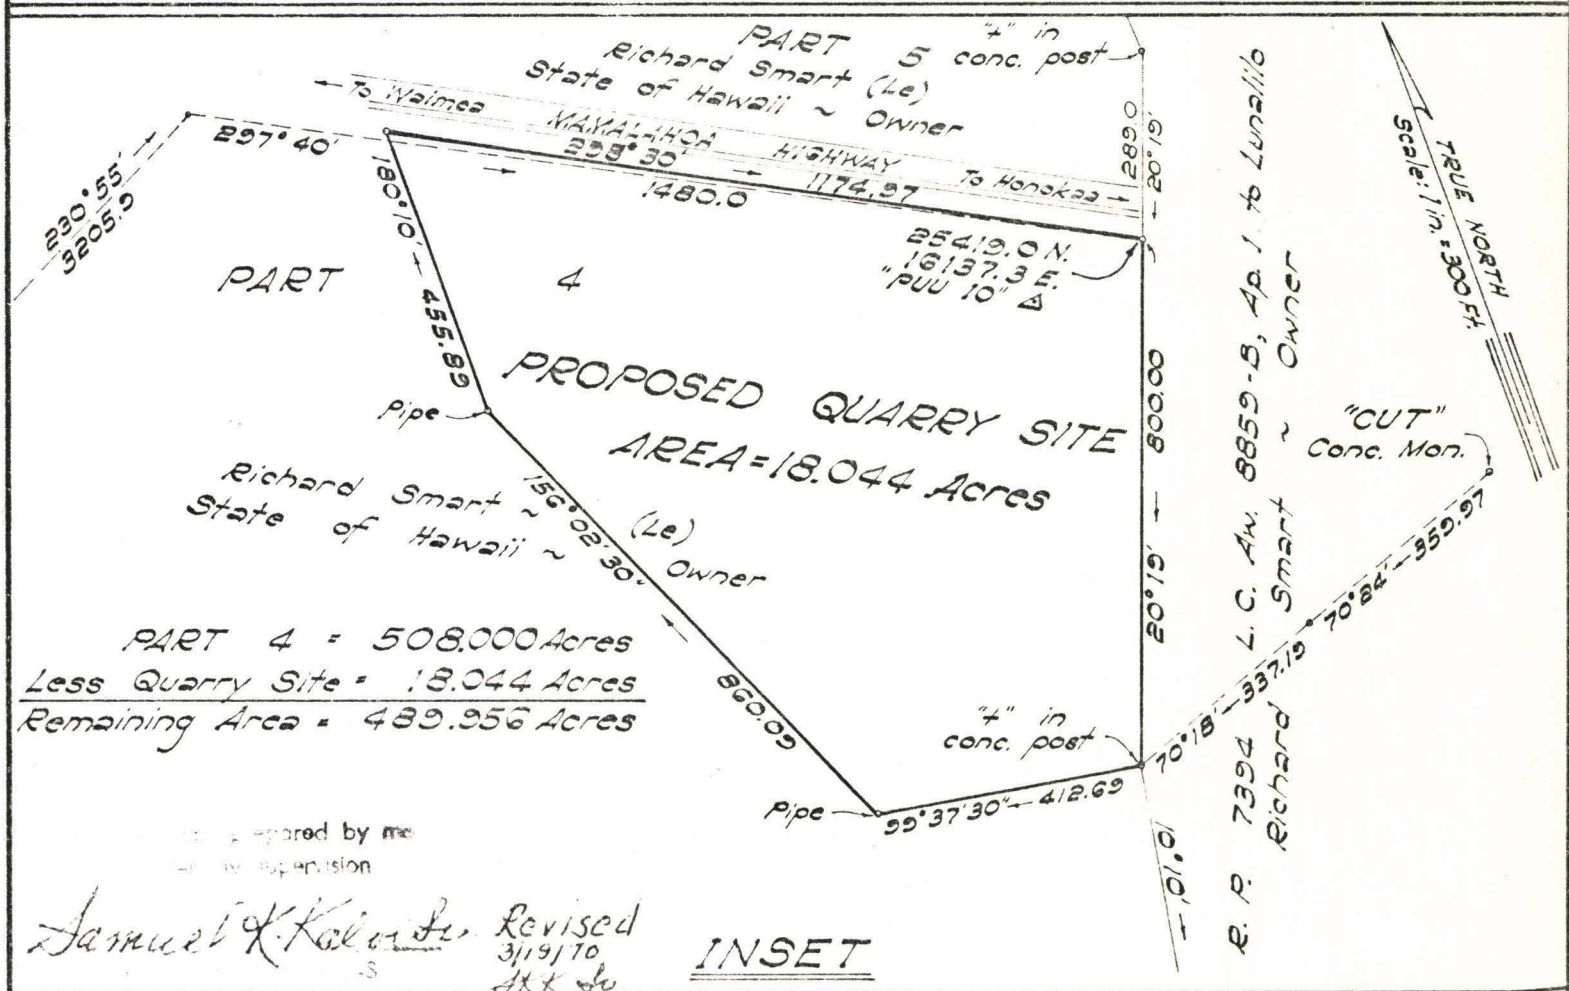 PART 5
Richard Smart (Le)
State of Hawaii ~ Owner
"+" in
conc. post
To Waimea
MAMALAHOA HIGHWAY
298°30' 1174.97
1480.0
To Honokaa
297°40'
230°55'
3205.9
289.0
20°19'
25419.0 N.
16137.3 E.
"PUU 10"
180°10' 455.89
PART 4
PROPOSED QUARRY SITE
AREA = 18.044 Acres
Pipe
Richard Smart ~ (Le)
State of Hawaii ~ Owner
156°02'30"
860.09
800.00
20°19'
TRUE NORTH
Scale: 1 in. = 300 Ft.
R. P. 7394 L. C. Aw. 8859-B, Ap. 1 to Lunalilo
Richard Smart ~ Owner
"CUT"
Conc. Mon.
70°24' 359.97
70°18' 337.19
PART 4 = 508.000 Acres
Less Quarry Site = 18.044 Acres
Remaining Area = 489.956 Acres
"+" in
conc. post
Pipe
99°37'30" 412.69
10°10'
prepared by me
supervision
Samuel K.
Revised
3/19/70
INSET